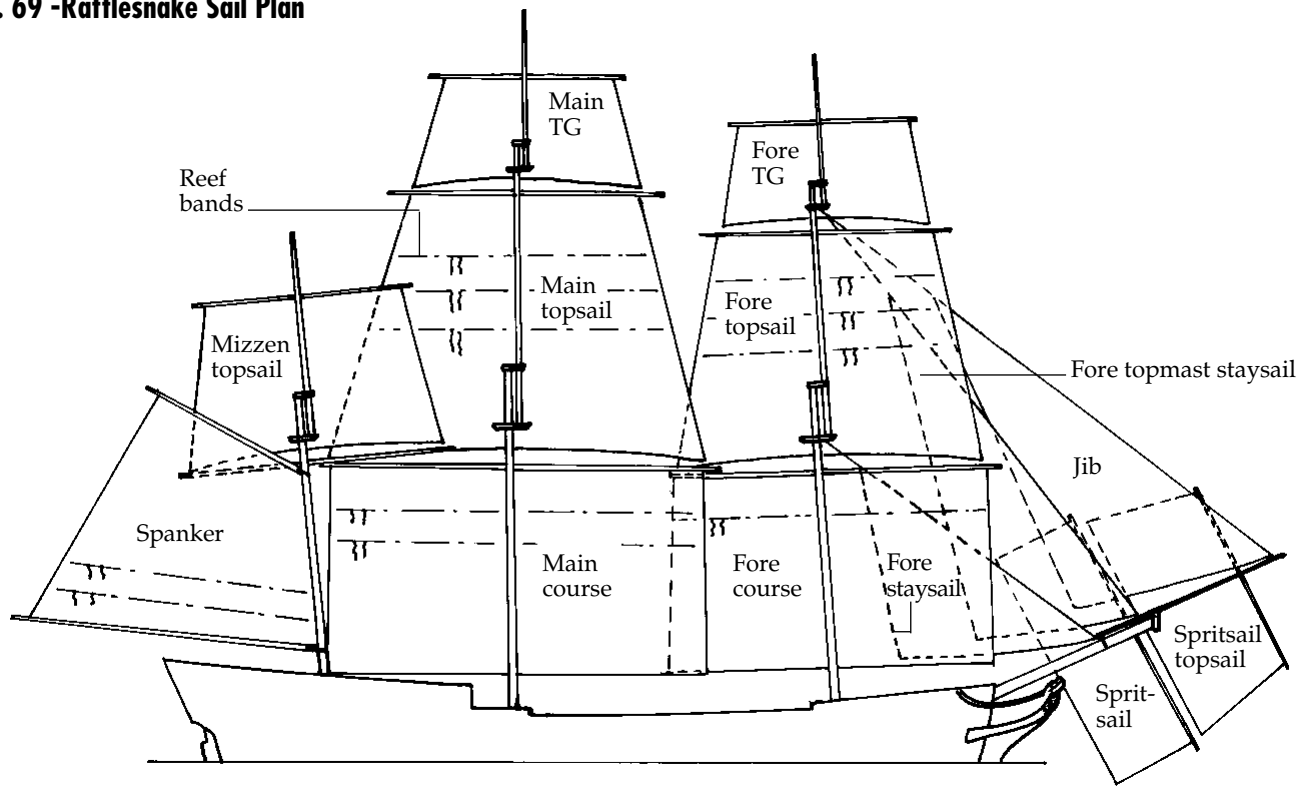 . 69 -Rattlesnake Sail Plan
Main
TG
Fore
TG
Reef
bands
Main
topsail
Fore
topsail
Mizzen
topsail
Fore topmast staysail
Jib
Spanker
Main
course
Fore
course
Fore
staysail
Spritsail
topsail
Sprit-
sail